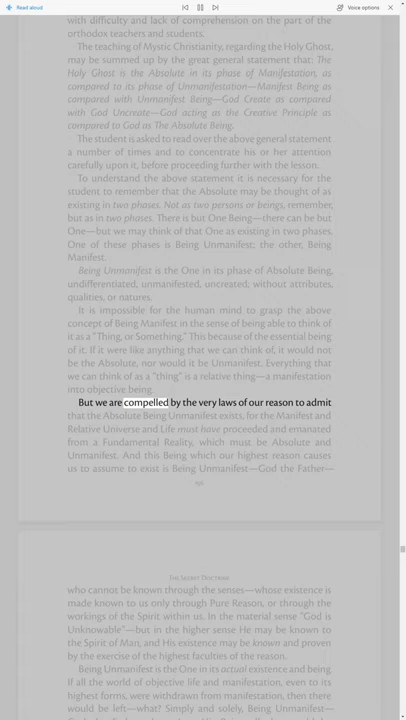 Read aloud
Voice options
with difficulty and lack of comprehension on the part of the
orthodox teachers and students.
The teaching of Mystic Christianity, regarding the Holy Ghost,
may be summed up by the great general statement that: The
Holy Ghost is the Absolute in its phase of Manifestation, as
compared to its phase of Unmanifestation—Manifest Being as
compared with Unmanifest Being—God Create as compared
with God Uncreate—God acting as the Creative Principle as
compared to God as The Absolute Being.
The student is asked to read over the above general statement
a number of times and to concentrate his or her attention
carefully upon it, before proceeding further with the lesson.
To understand the above statement it is necessary for the
student to remember that the Absolute may be thought of as
existing in two phases. Not as two persons or beings, remember,
but as in two phases. There is but One Being—there can be but
One—but we may think of that One as existing in two phases.
One of these phases is Being Unmanifest; the other, Being
Manifest.
Being Unmanifest is the One in its phase of Absolute Being,
undifferentiated, unmanifested, uncreated; without attributes,
qualities, or natures.
It is impossible for the human mind to grasp the above
concept of Being Manifest in the sense of being able to think of
it as a “Thing, or Something.” This because of the essential being
of it. If it were like anything that we can think of, it would not
be the Absolute, nor would it be Unmanifest. Everything that
we can think of as a “thing” is a relative thing—a manifestation
into objective being.
But we are compelled by the very laws of our reason to admit
that the Absolute Being Unmanifest exists, for the Manifest and
Relative Universe and Life must have proceeded and emanated
from a Fundamental Reality, which must be Absolute and
Unmanifest. And this Being which our highest reason causes
us to assume to exist is Being Unmanifest—God the Father—
The Secret Doctrine
who cannot be known through the senses—whose existence is
made known to us only through Pure Reason, or through the
workings of the Spirit within us. In the material sense “God is
Unknowable”—but in the higher sense He may be known to
the Spirit of Man, and His existence may be known and proven
by the exercise of the highest faculties of the reason.
Being Unmanifest is the One in its actual existence and being
If all the world of objective life and manifestation, even to its
highest forms, were withdrawn from manifestation, then there
would be left—what? Simply and solely, Being Unmanifest—